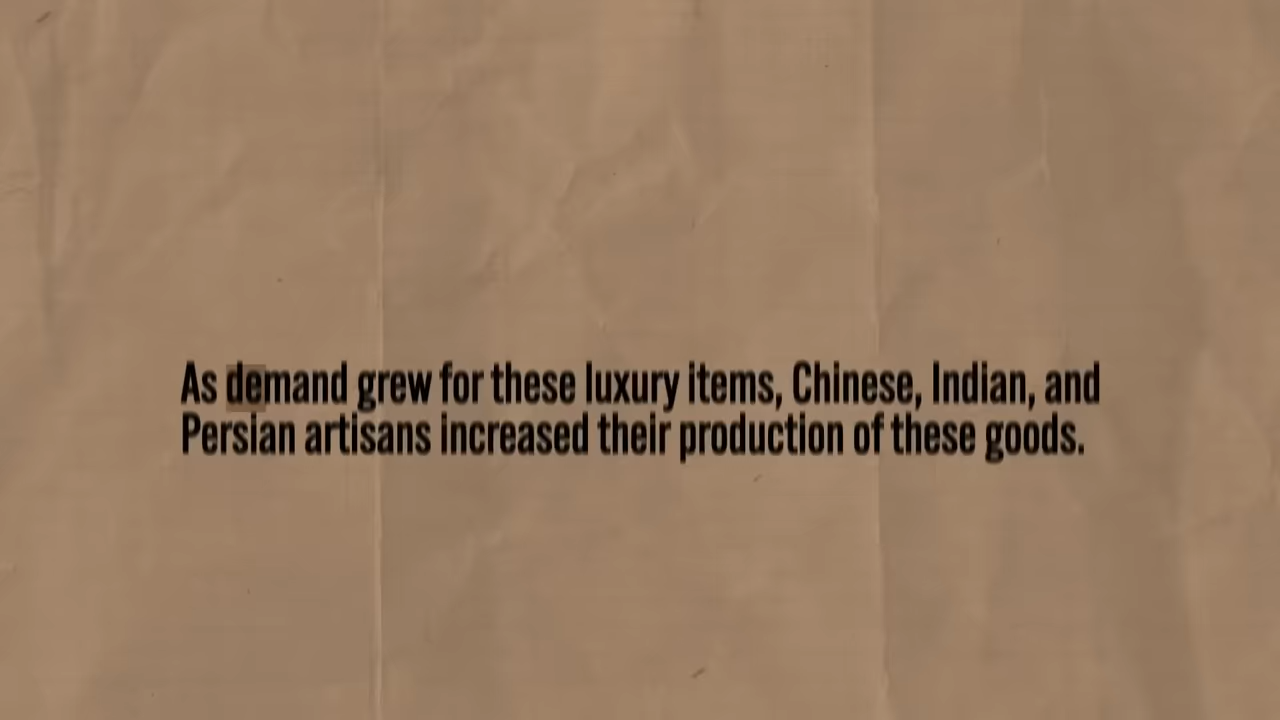 As demand grew for these luxury items, Chinese, Indian, and
Persian artisans increased their production of these goods.